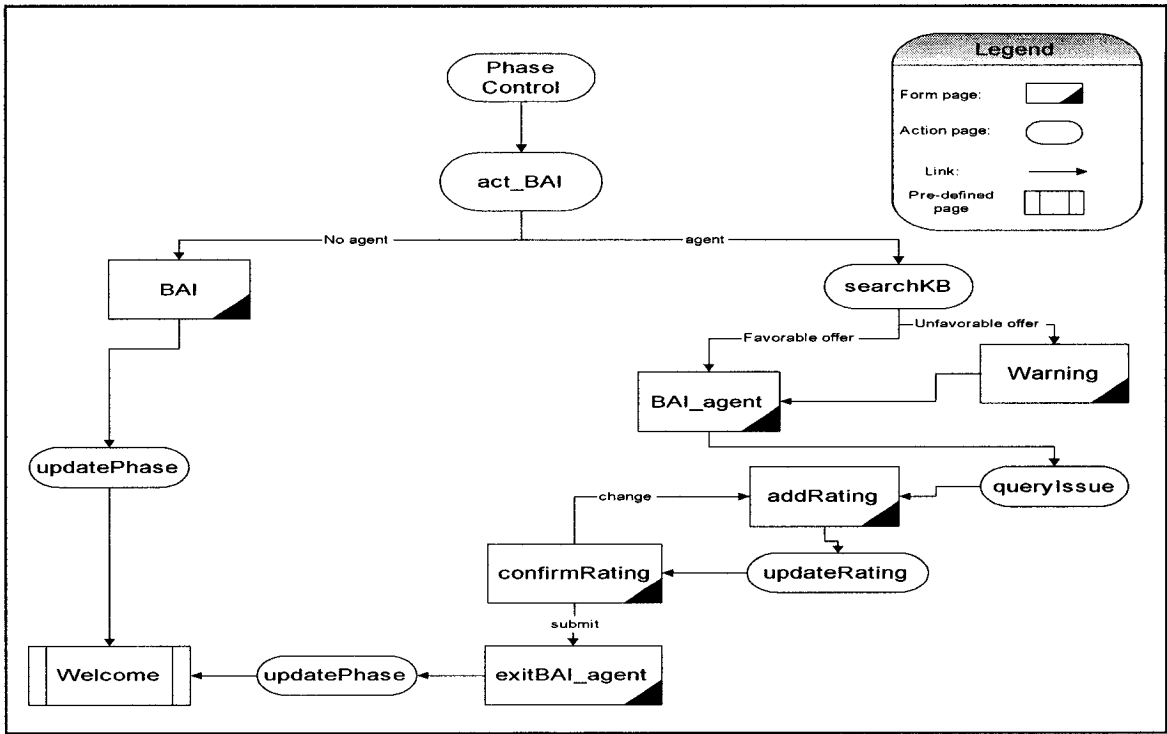 Phase
Control
Legend
Form page:
Action page:
Link:
Pre-defined
page
act_BAI
No agent
agent
BAI
searchKB
Favorable offer
Unfavorable offer
BAI_agent
Warning
updatePhase
queryIssue
change
addRating
confirmRating
updateRating
submit
Welcome
updatePhase
exitBAI_agent